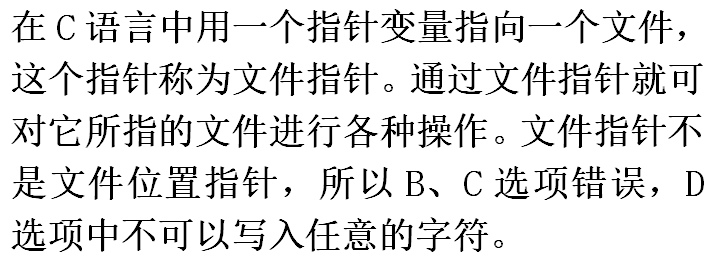 在 C 语言中用一个指针变量指向一个文件，
这个指针称为文件指针。通过文件指针就可
对它所指的文件进行各种操作。文件指针不
是文件位置指针，所以 B、C 选项错误，D
选项中不可以写入任意的字符。